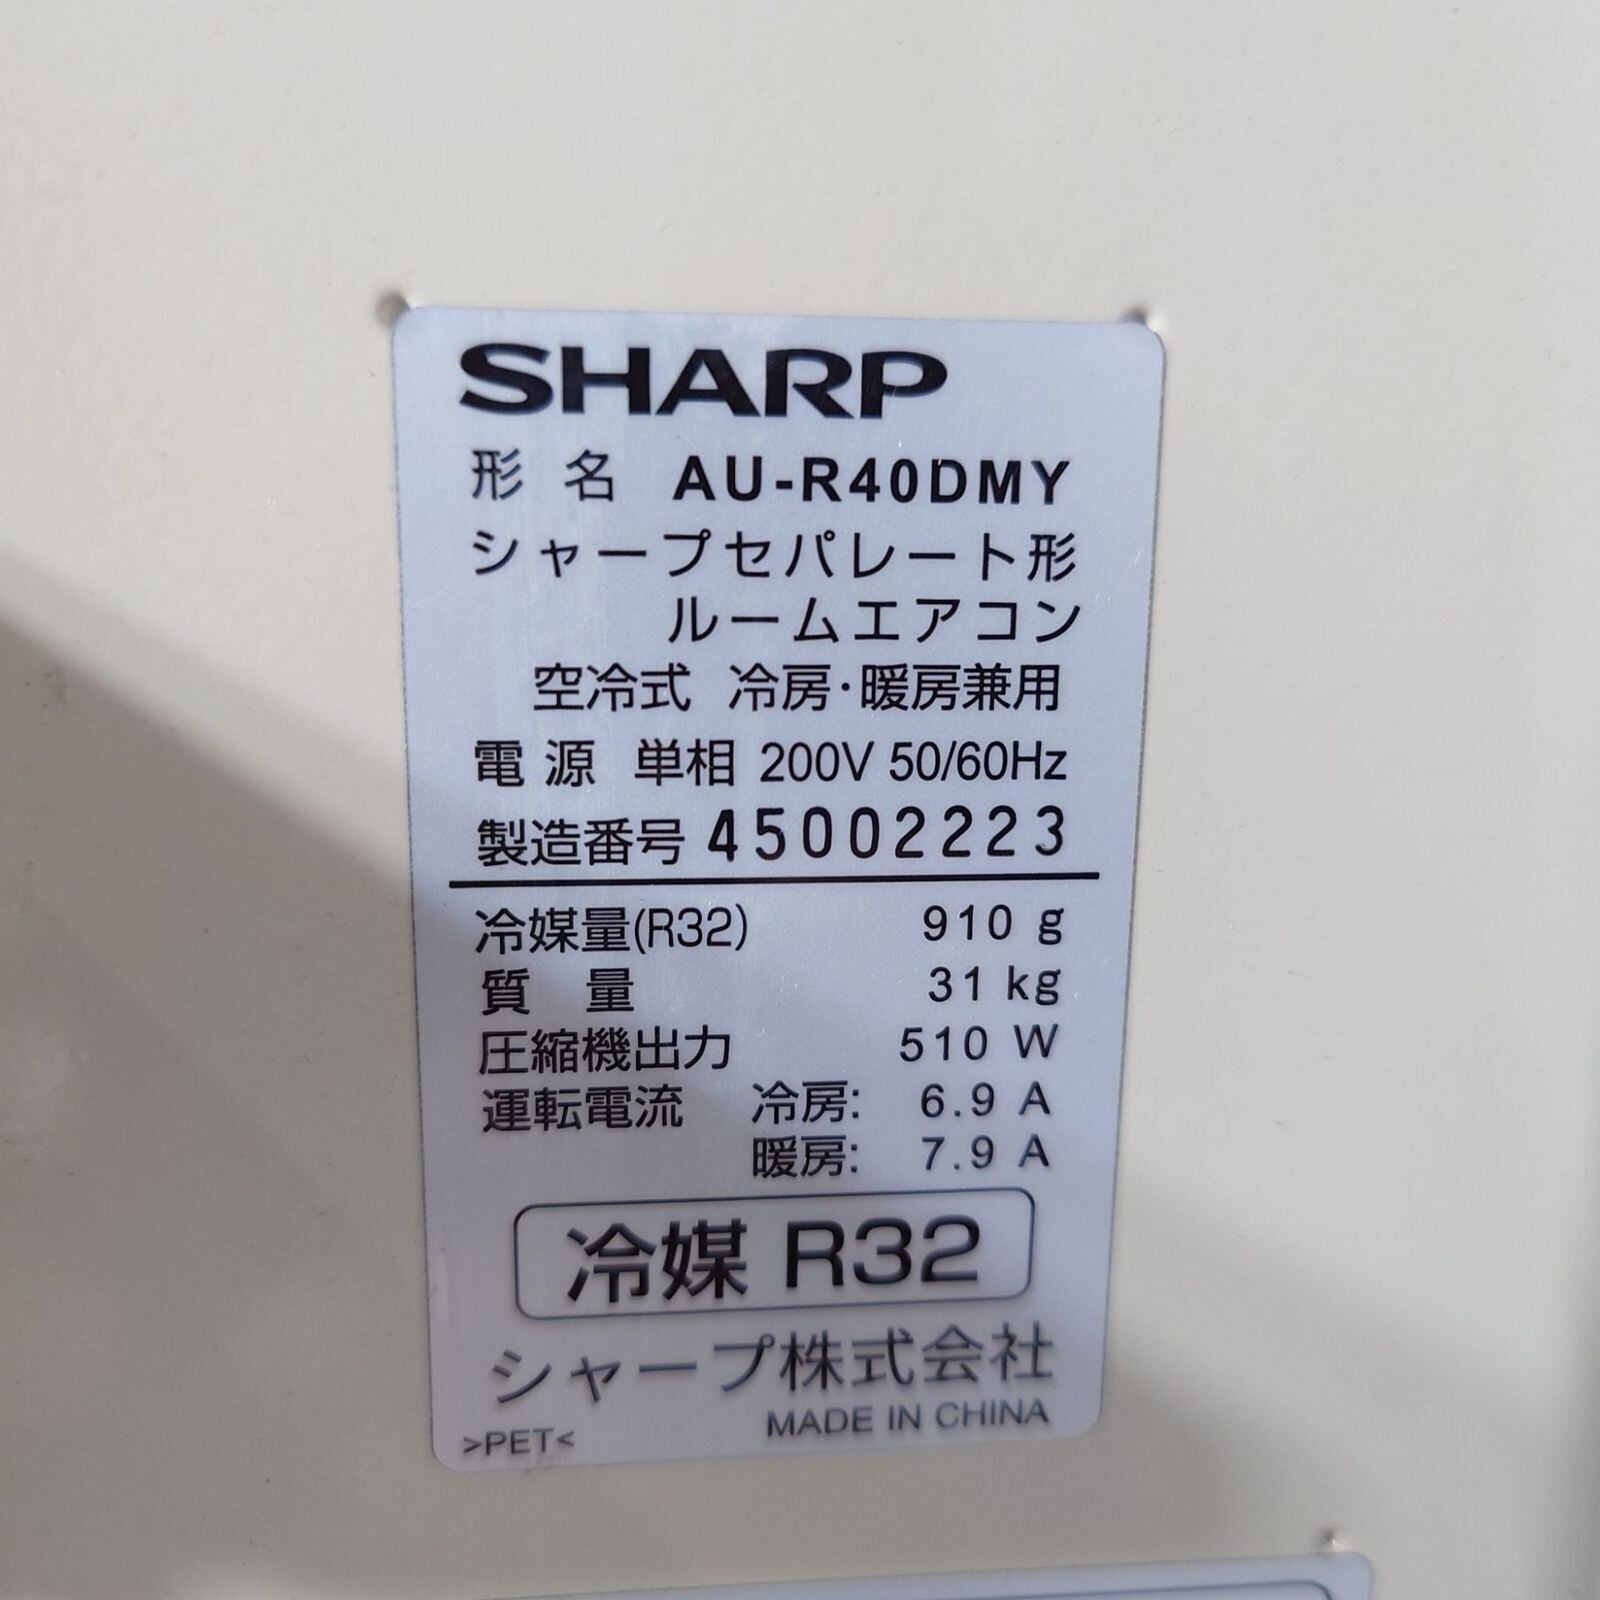 SHARP
形名 AU-R40DMY
シャープセパレート形
ルームエアコン
空冷式 冷房・暖房兼用
電源 単相 200V 50/60Hz
製造番号 45002223
冷媒量(R32) 910 g
質量 31 kg
圧縮機出力 510 W
運転電流 冷房: 6.9 A
暖房: 7.9 A
冷媒 R32
シャープ株式会社
MADE IN CHINA
>PET<